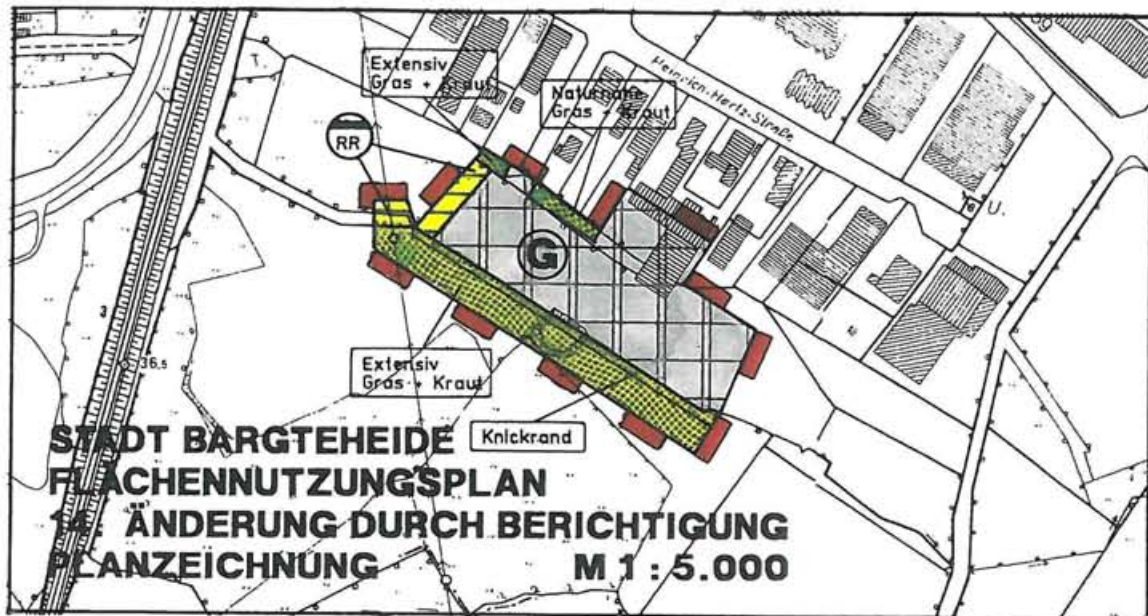 Extensiv
Gras + Kraut
Naturnahe
Gras + Kraut
Heinrich-Hertz-Straße
RR
G
U.
3
36,5
Extensiv
Gras + Kraut
Knickrand
STADT BARGTEHEIDE
FLÄCHENNUTZUNGSPLAN
14. ÄNDERUNG DURCH BERICHTIGUNG
PLANZEICHNUNG M 1 : 5.000